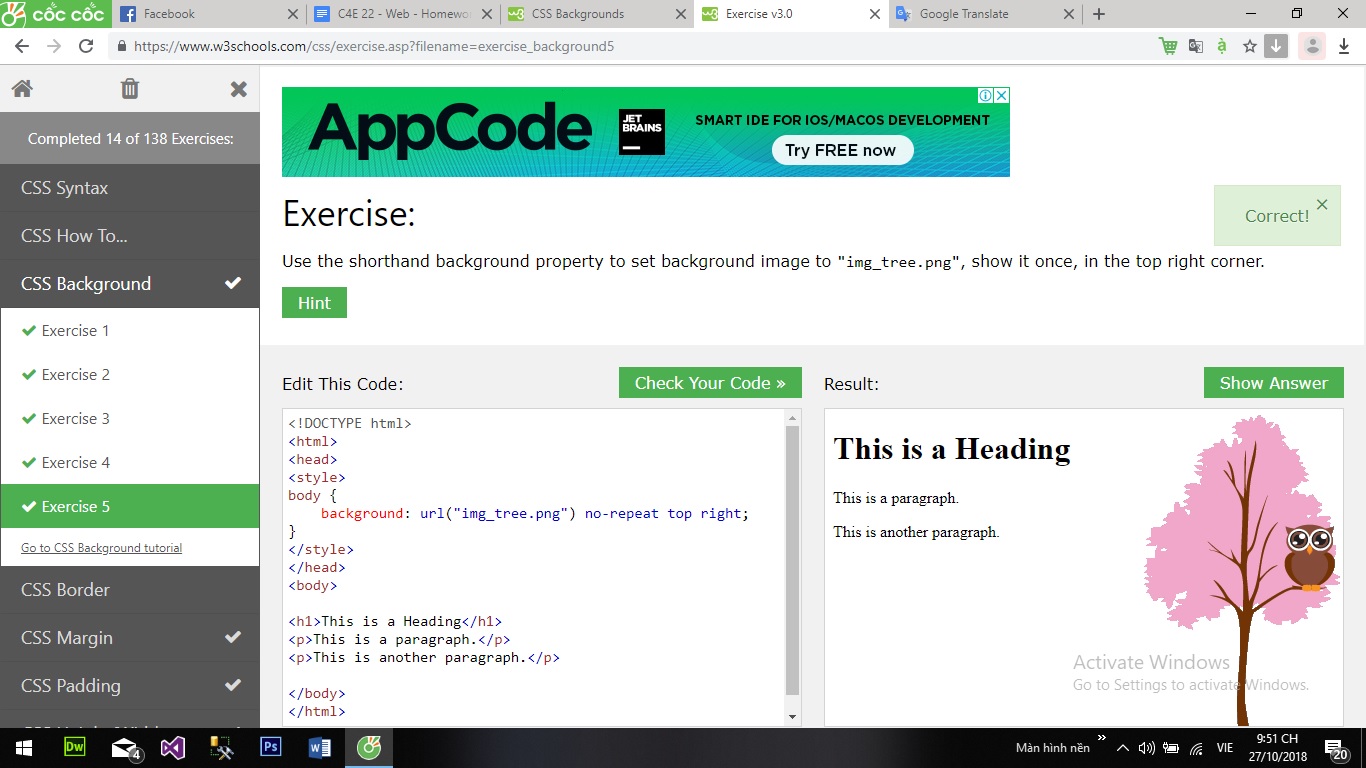 cốc cốc
Facebook
C4E 22 - Web - Homewo
CSS Backgrounds
Exercise v3.0
Google Translate
https://www.w3schools.com/css/exercise.asp?filename=exercise_background5
Completed 14 of 138 Exercises:
CSS Syntax
CSS How To...
CSS Background
Exercise 1
Exercise 2
Exercise 3
Exercise 4
Exercise 5
Go to CSS Background tutorial
CSS Border
CSS Margin
CSS Padding
AppCode
JET
BRAINS
SMART IDE FOR IOS/MACOS DEVELOPMENT
Try FREE now
Exercise:
Correct!
Use the shorthand background property to set background image to "img_tree.png", show it once, in the top right corner.
Hint
Edit This Code:
Check Your Code »
<!DOCTYPE html>
<html>
<head>
<style>
body {
    background: url("img_tree.png") no-repeat top right;
}
</style>
</head>
<body>
<h1>This is a Heading</h1>
<p>This is a paragraph.</p>
<p>This is another paragraph.</p>
</body>
</html>
Result:
Show Answer
This is a Heading
This is a paragraph.
This is another paragraph.
Activate Windows
Go to Settings to activate Windows.
Dw
4
Ps
Màn hình nền
VIE
9:51 CH
27/10/2018
20